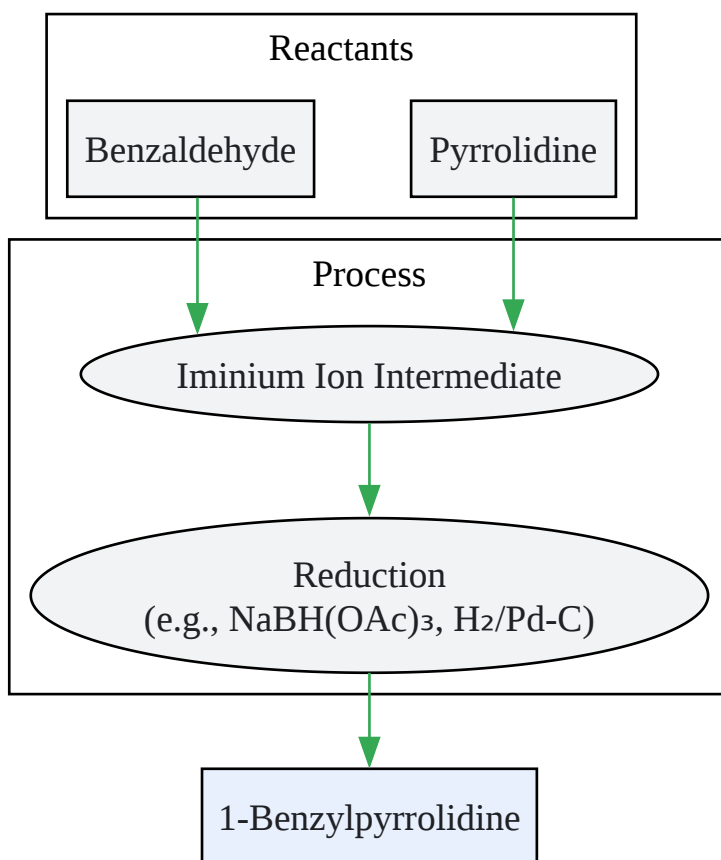 Reactants
Benzaldehyde
Pyrrolidine
Process
Iminium Ion Intermediate
Reduction
(e.g., NaBH(OAc)₃, H₂/Pd-C)
1-Benzylpyrrolidine